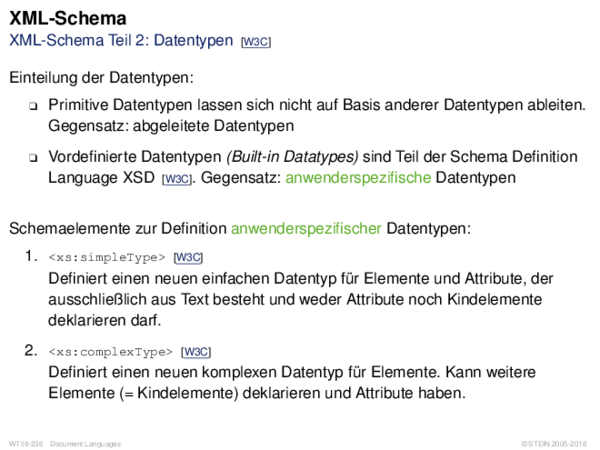 XML-Schema
XML-Schema Teil 2: Datentypen [W3C]
Einteilung der Datentypen:
❑ Primitive Datentypen lassen sich nicht auf Basis anderer Datentypen ableiten.
Gegensatz: abgeleitete Datentypen
❑ Vordefinierte Datentypen (Built-in Datatypes) sind Teil der Schema Definition
Language XSD [W3C]. Gegensatz: anwenderspezifische Datentypen
Schemaelemente zur Definition anwenderspezifischer Datentypen:
1. <xs:simpleType> [W3C]
Definiert einen neuen einfachen Datentyp für Elemente und Attribute, der
ausschließlich aus Text besteht und weder Attribute noch Kindelemente
deklarieren darf.
2. <xs:complexType> [W3C]
Definiert einen neuen komplexen Datentyp für Elemente. Kann weitere
Elemente (= Kindelemente) deklarieren und Attribute haben.
WT:III-236 Document Languages © STEIN 2005-2018